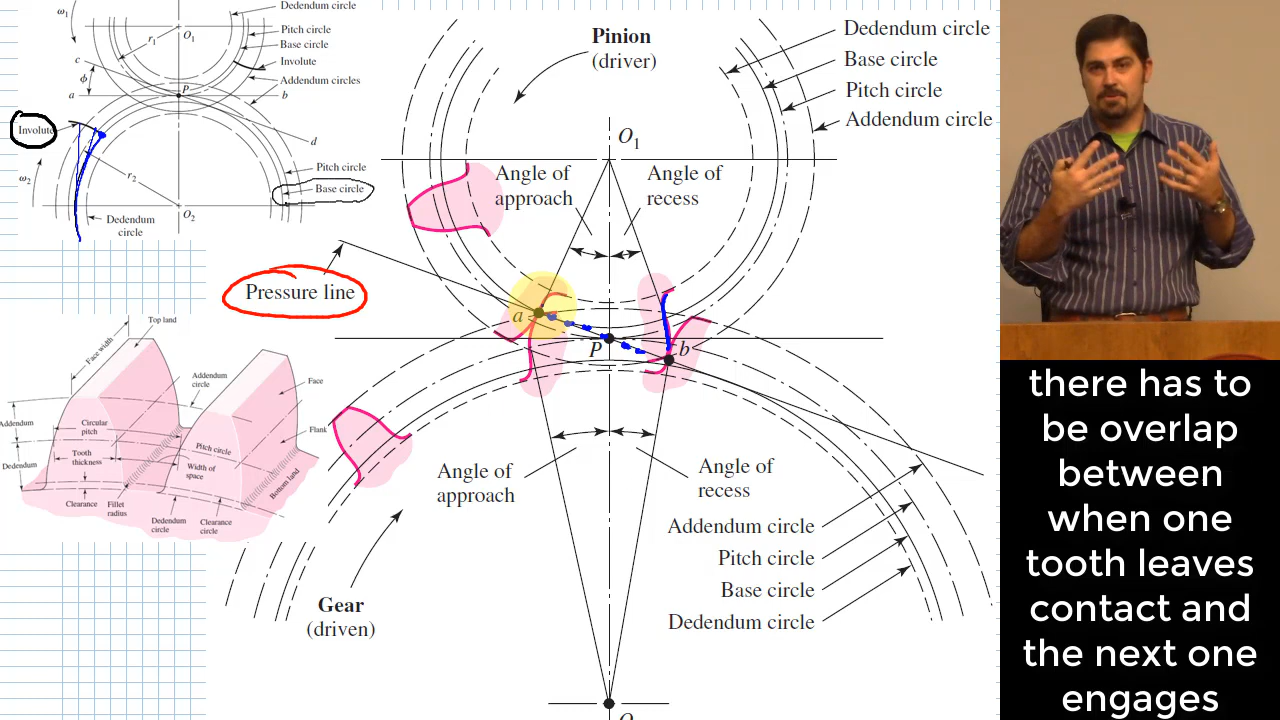 Addendum circle
Pitch circle
Base circle
Involute
Addendum circles
ω1
r1
O1
c
ϕ
a
P
b
d
Involute
ω2
r2
Pitch circle
Base circle
O2
Dedendum
circle
Pinion
(driver)
Dedendum circle
Base circle
Pitch circle
Addendum circle
O1
Angle of
approach
Angle of
recess
Pressure line
a
P
b
Angle of
approach
Angle of
recess
Addendum circle
Pitch circle
Base circle
Dedendum circle
Gear
(driven)
Top land
Face width
Addendum
circle
Face
Addendum
Circular
pitch
Flank
Pitch circle
Dedendum
Tooth
thickness
Width of
space
Bottom land
Clearance
Fillet
radius
Dedendum
circle
Clearance
circle
there has to
be overlap
between
when one
tooth leaves
contact and
the next one
engages